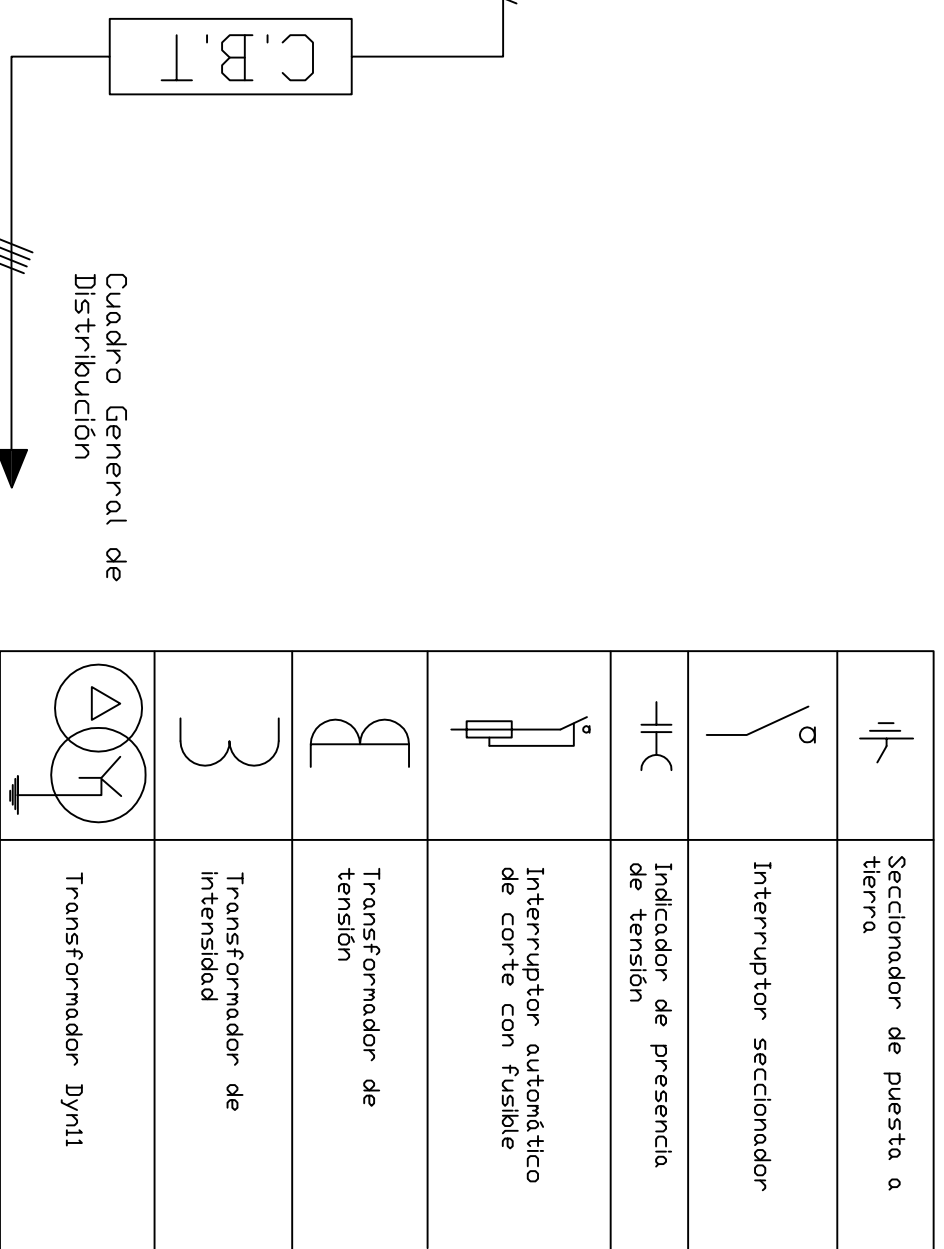 C.B.T
Cuadro General de
Distribución
Seccionador de puesta a
tierra
Interruptor seccionador
Indicador de presencia
de tensión
Interruptor automático
de corte con fusible
Transformador de
tensión
Transformador de
intensidad
Transformador Dyn11